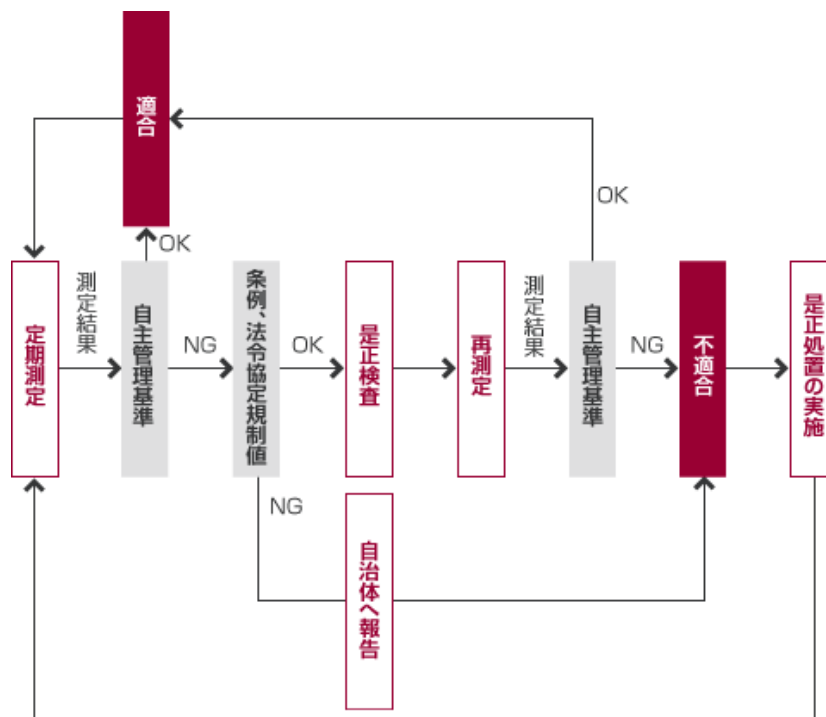 適合
OK
OK
定期測定
測定結果
自主管理基準
NG
条例、法令協定規制値
OK
是正検査
再測定
測定結果
自主管理基準
NG
不適合
是正処置の実施
NG
自治体へ報告